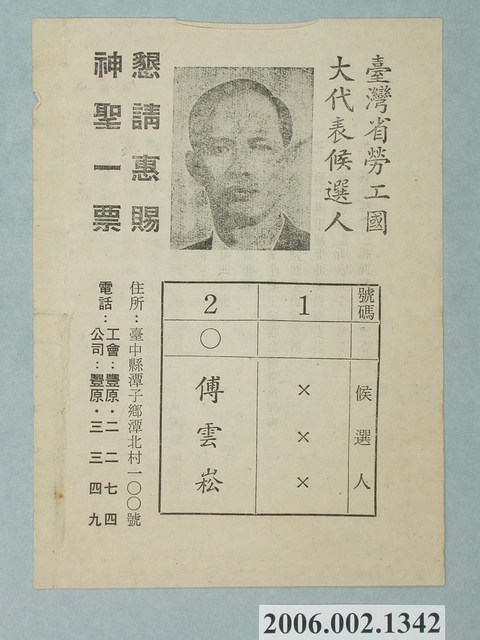 臺灣省勞工國
大代表候選人
懇請惠賜
神聖一票
號碼 1 2
○
候選人 ××× 傅雲崧
住所：臺中縣潭子鄉潭北村一〇〇號
電話：工會：豐原・二二七四
公司：豐原・三三四九
2006.002.1342